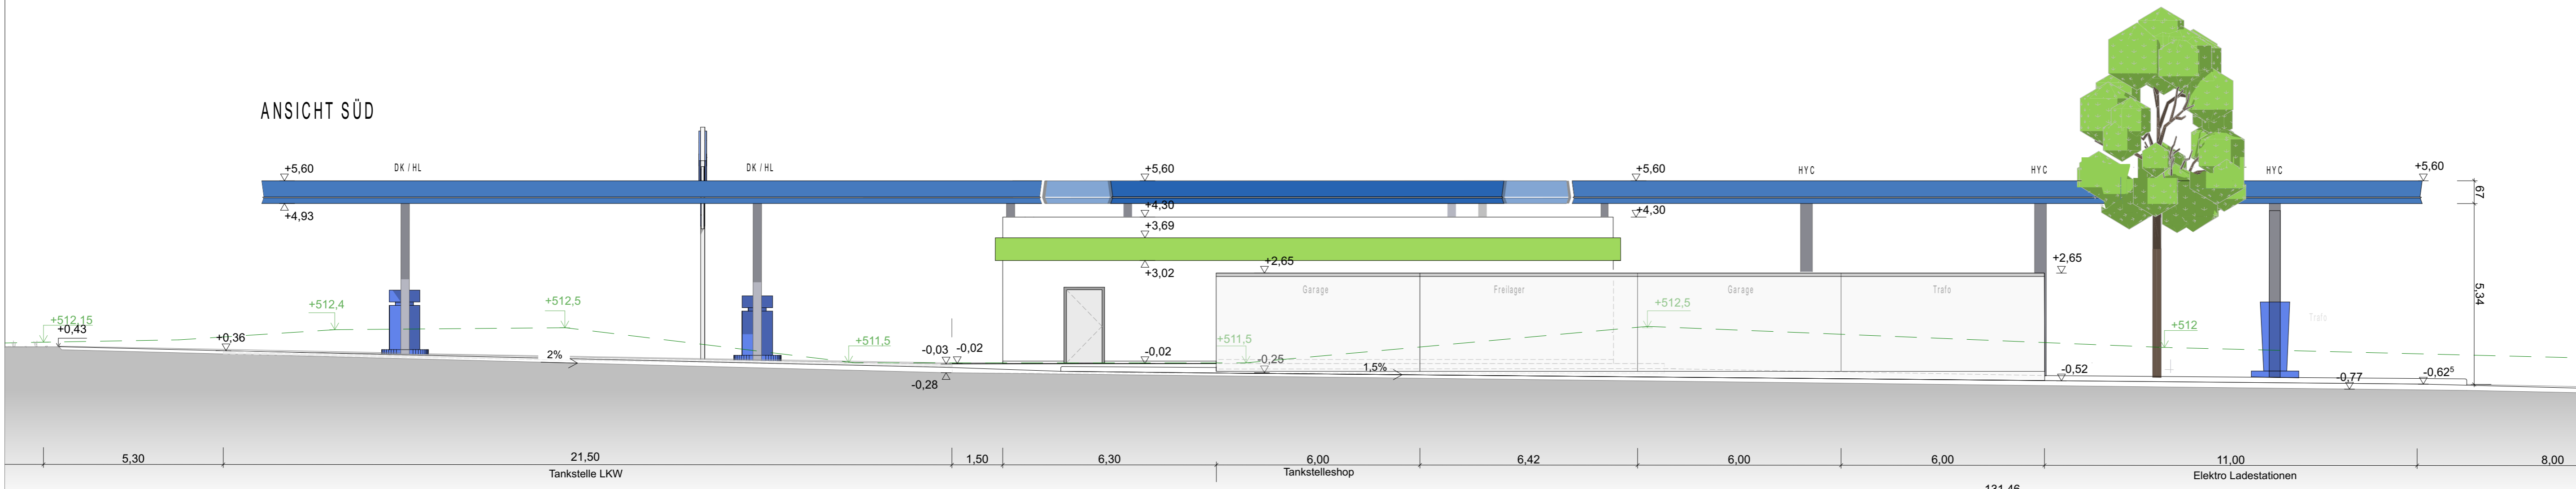 ANSICHT SÜD
+5,60 DK / HL DK / HL +5,60 +5,60 HYC HYC HYC +5,60
+4,93 +4,30 +4,30 67
+3,69
+3,02 +2,65 +2,65
Garage Freilager Garage Trafo
+512,4 +512,5 +512,5 5,34
+512,15 +512 Trafo
+0,43 +0,36 +511,5 +511,5
2% -0,03 -0,02 -0,02 -0,25 1,5% -0,52 -0,77 -0,62⁵
-0,28
5,30 21,50 1,50 6,30 6,00 6,42 6,00 6,00 11,00 8,00
Tankstelle LKW Tankstelleshop Elektro Ladestationen
131,46